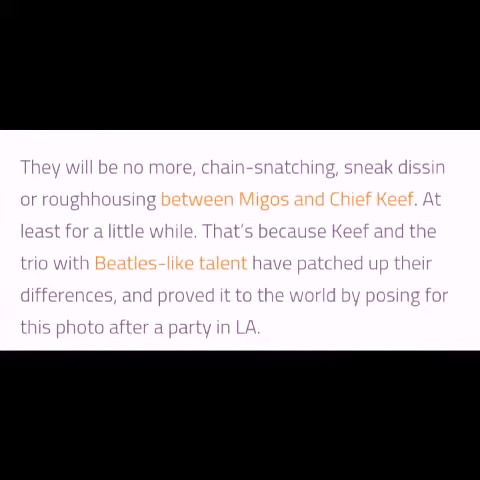 They will be no more, chain-snatching, sneak dissin
or roughhousing between Migos and Chief Keef. At
least for a little while. That's because Keef and the
trio with Beatles-like talent have patched up their
differences, and proved it to the world by posing for
this photo after a party in LA.